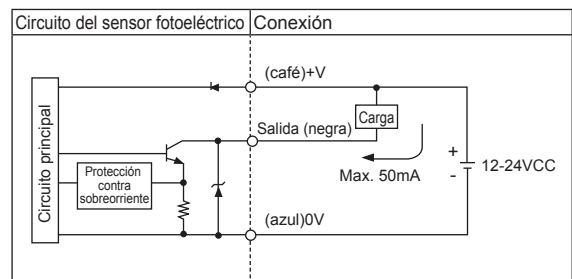 Circuito del sensor fotoeléctrico
Conexión
(café)+V
Carga
Salida (negra)
Circuito principal
Protección
contra
sobreorriente
Max. 50mA
+
-
12-24VCC
(azul)0V